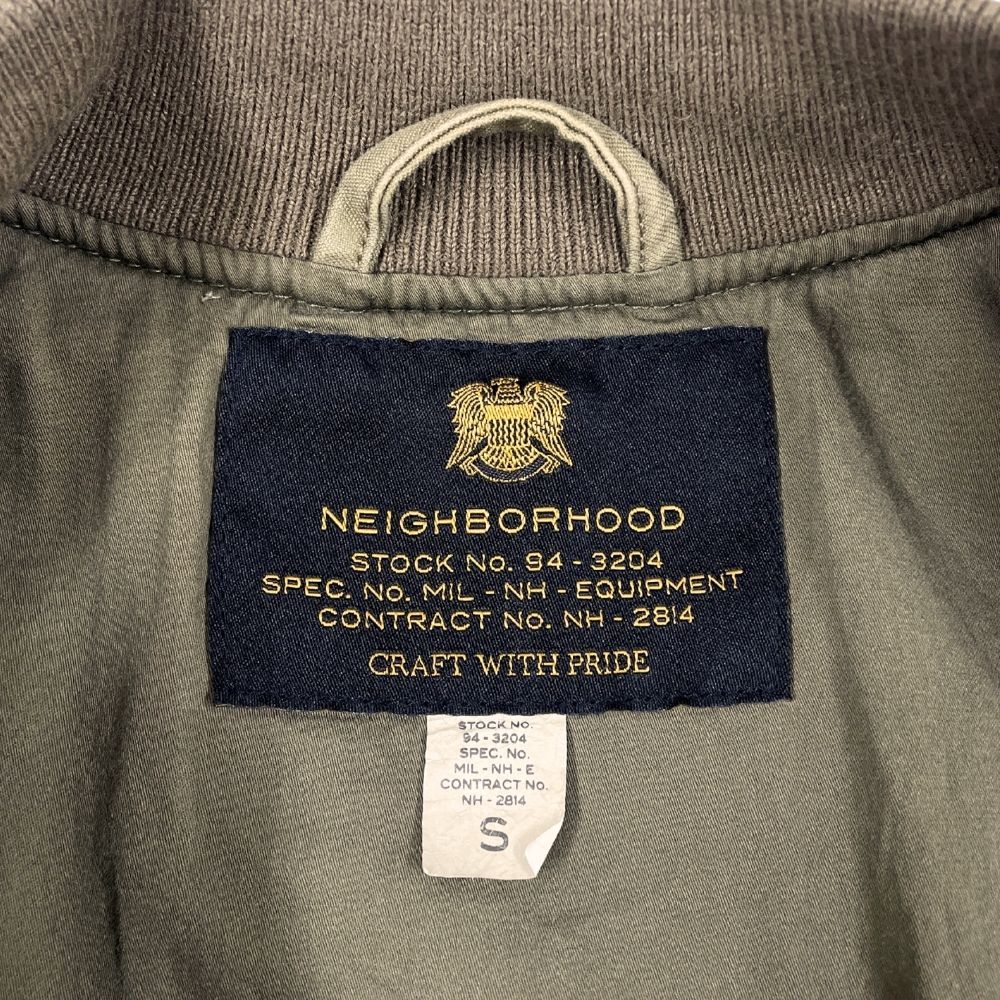 NEIGHBORHOOD
STOCK No. 94 - 3204
SPEC. No. MIL - NH - EQUIPMENT
CONTRACT No. NH - 2814
CRAFT WITH PRIDE
STOCK NO.
94 - 3204
SPEC. No.
MIL - NH - E
CONTRACT No.
NH - 2814
S